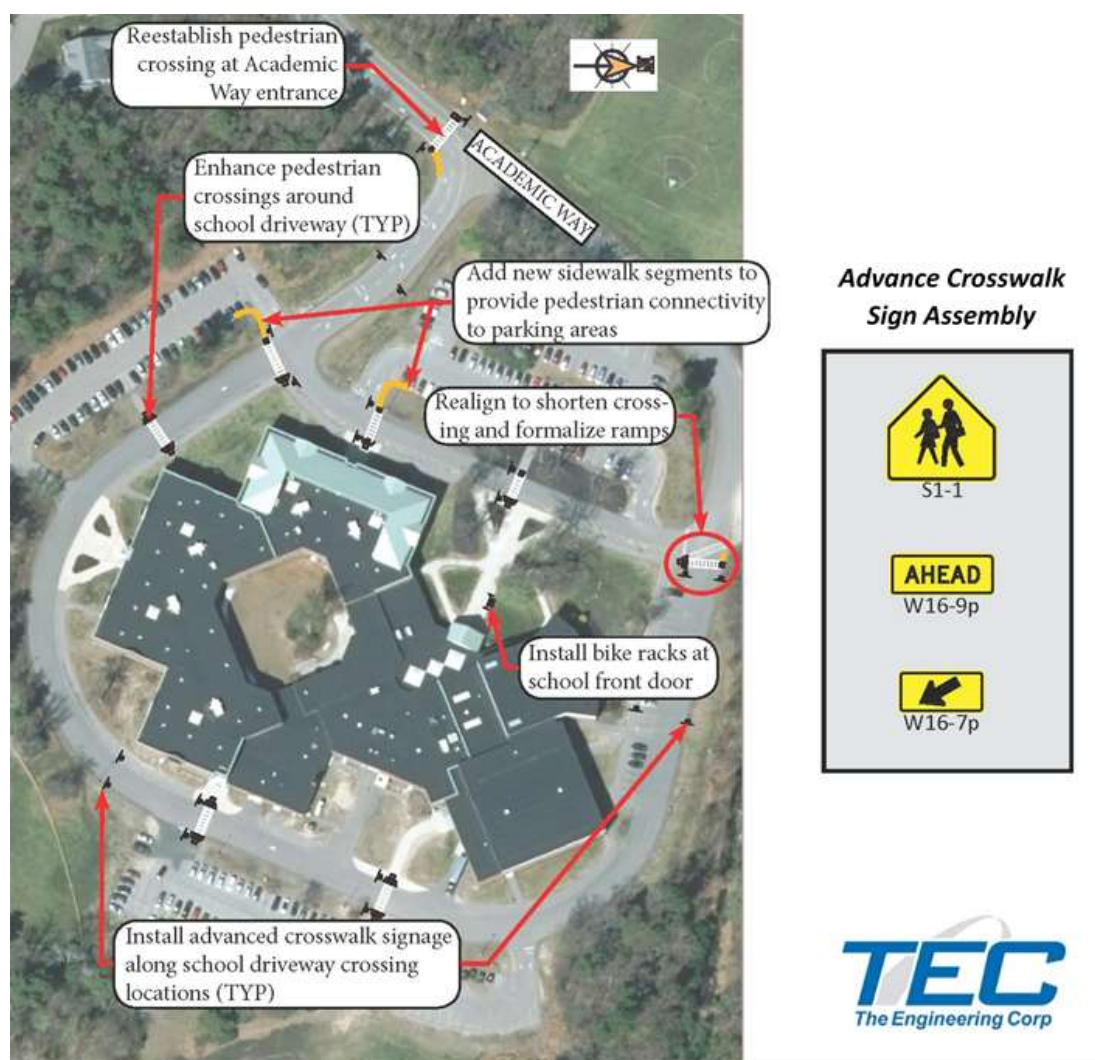 Reestablish pedestrian
crossing at Academic
Way entrance
ACADEMIC WAY
Enhance pedestrian
crossings around
school driveway (TYP)
Add new sidewalk segments to
provide pedestrian connectivity
to parking areas
Realign to shorten cross-
ing and formalize ramps
Install bike racks at
school front door
Install advanced crosswalk signage
along school driveway crossing
locations (TYP)
Advance Crosswalk
Sign Assembly
S1-1
AHEAD
W16-9p
W16-7p
TEC
The Engineering Corp